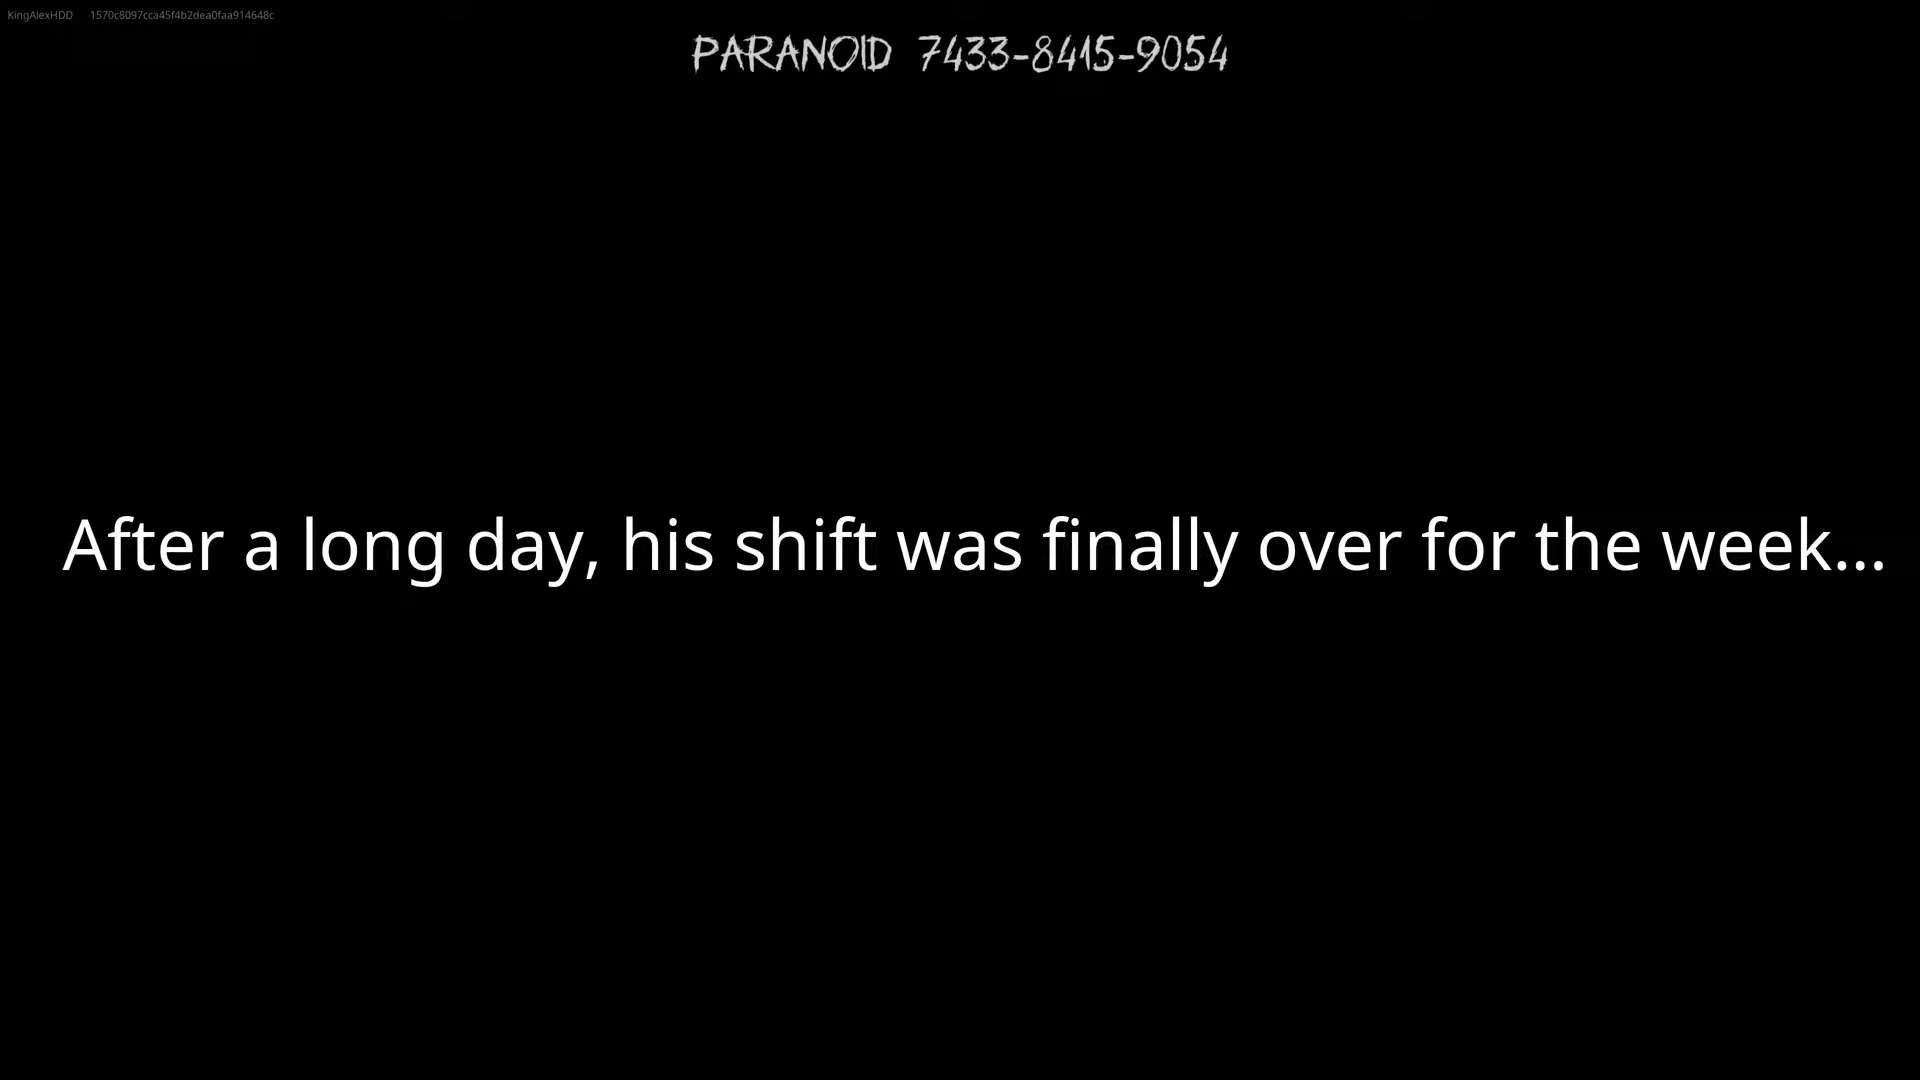 KingAlexHDD 1570c8097cca45f4b2dea0faa914648c
PARANOID 7433-8415-9054
After a long day, his shift was finally over for the week...